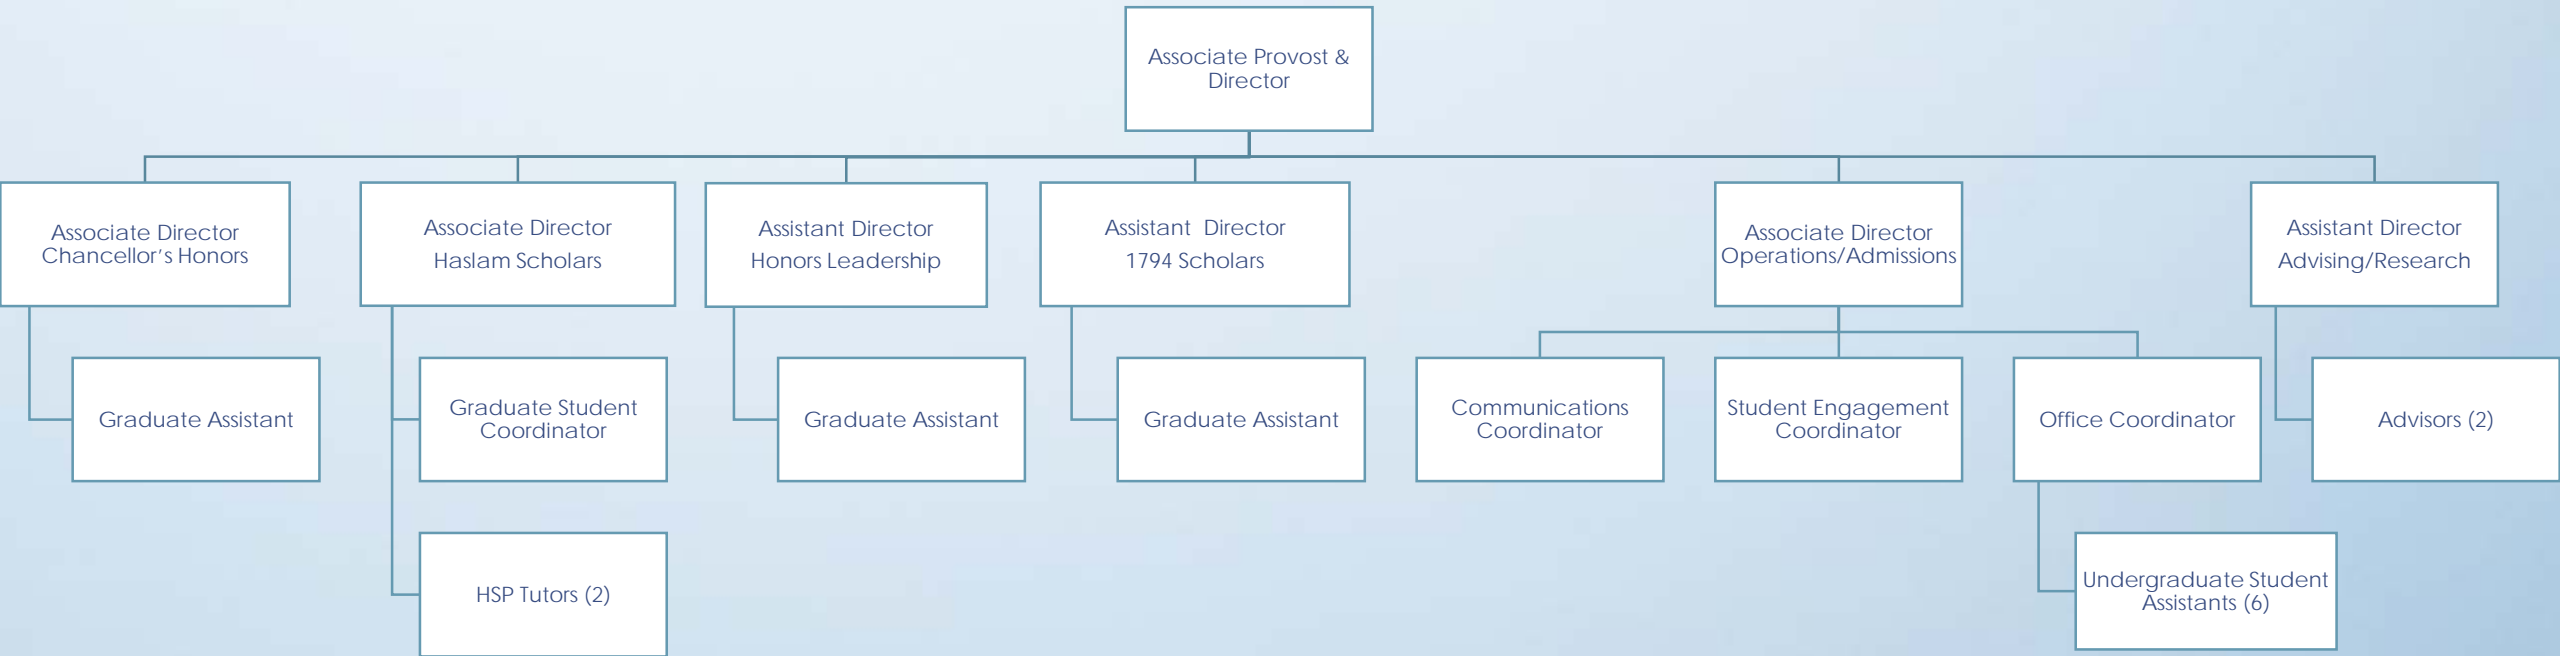 Associate Provost &
Director
Associate Director
Chancellor's Honors
Associate Director
Haslam Scholars
Assistant Director
Honors Leadership
Assistant  Director
1794 Scholars
Associate Director
Operations/Admissions
Assistant Director
Advising/Research
Graduate Assistant
Graduate Student
Coordinator
Graduate Assistant
Graduate Assistant
Communications
Coordinator
Student Engagement
Coordinator
Office Coordinator
Advisors (2)
HSP Tutors (2)
Undergraduate Student
Assistants (6)